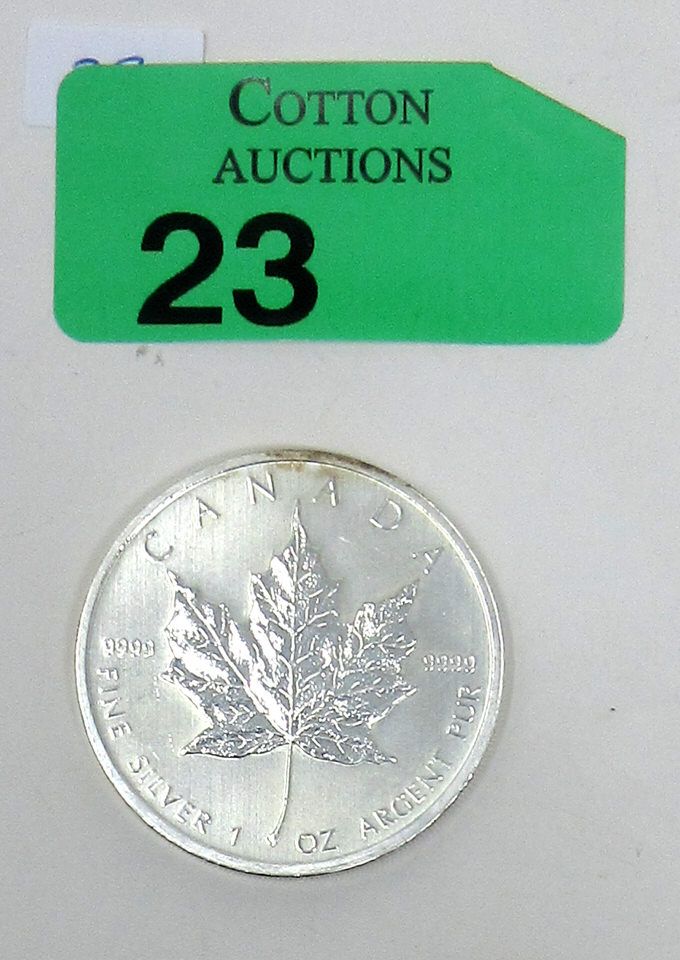 COTTON
AUCTIONS
23
CANADA
9999 9999
FINE SILVER 1 OZ ARGENT PUR